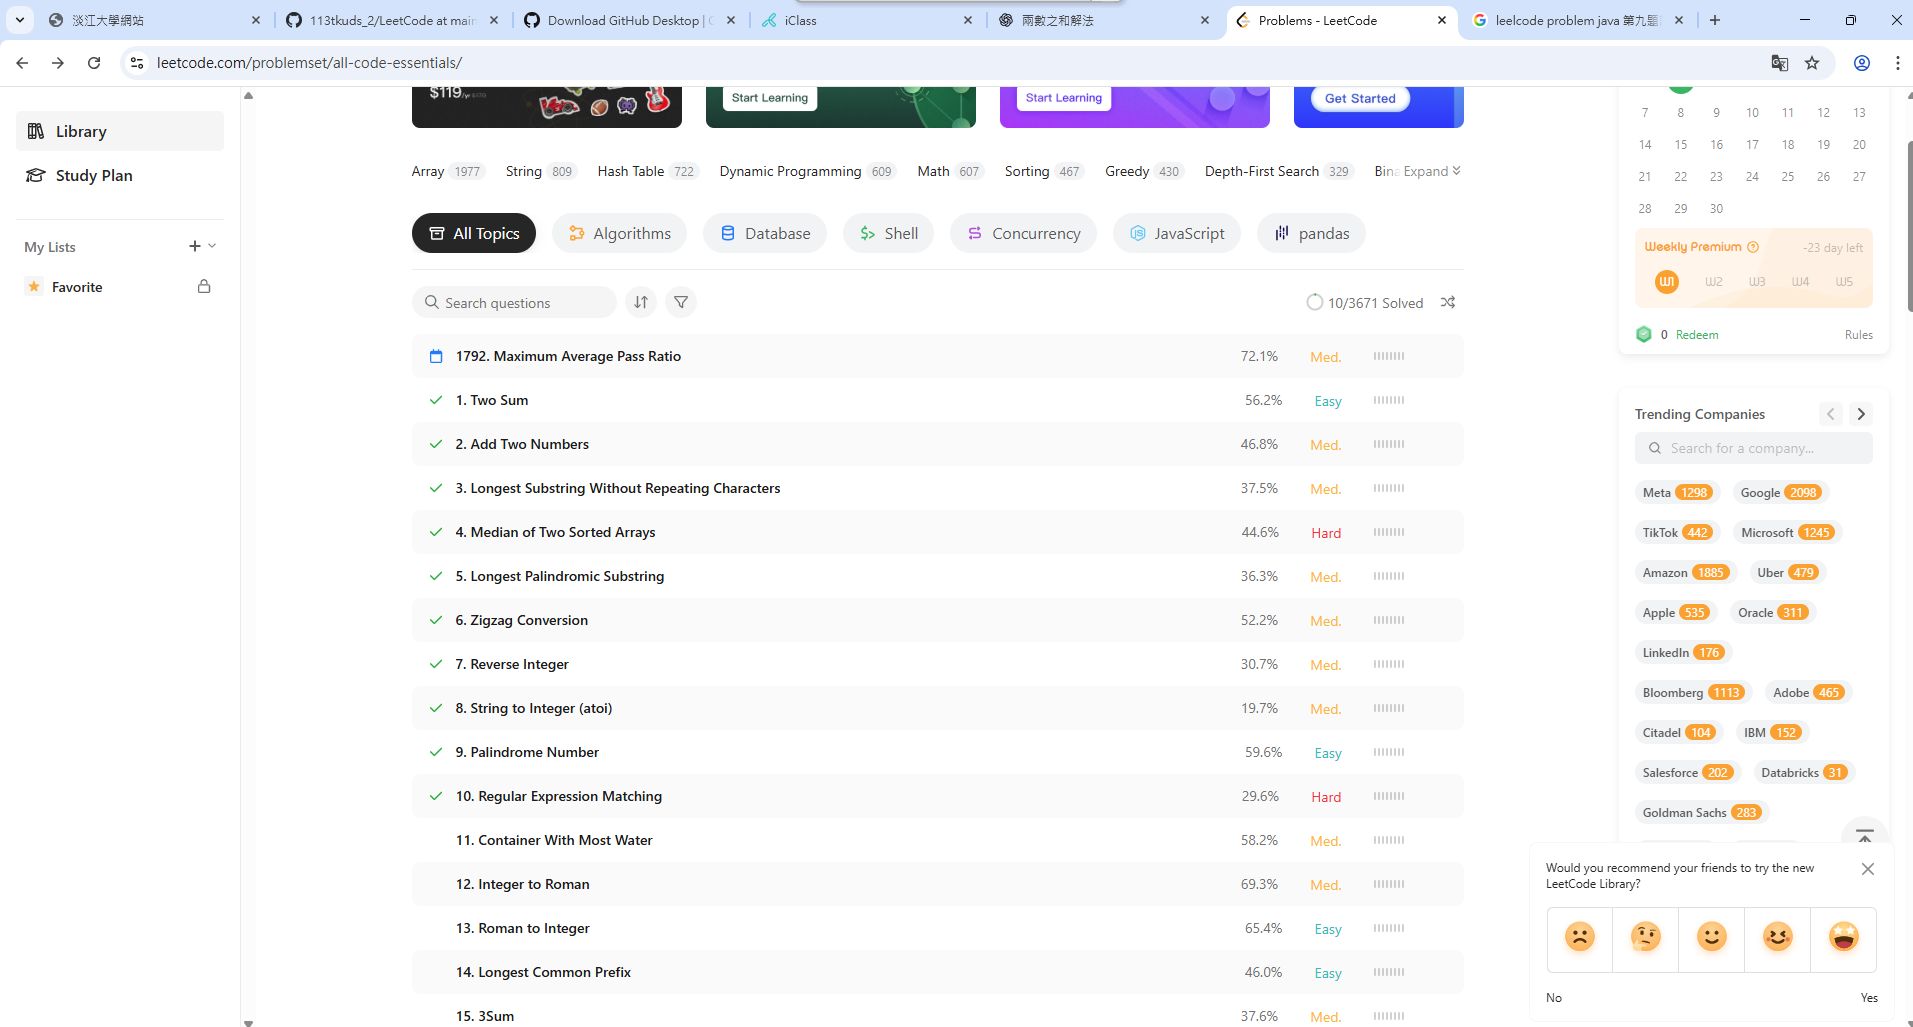 淡江大學網站
113tkuds_2/LeetCode at main
Download GitHub Desktop |
iClass
兩數之和解法
Problems - LeetCode
leelcode problem java 第九題
leetcode.com/problemset/all-code-essentials/
Library
Study Plan
My Lists
Favorite
$119
Start Learning
Start Learning
Get Started
Array 1977 String 809 Hash Table 722 Dynamic Programming 609 Math 607 Sorting 467 Greedy 430 Depth-First Search 329 Bin Expand
All Topics Algorithms Database Shell Concurrency JavaScript pandas
Search questions
10/3671 Solved
1792. Maximum Average Pass Ratio 72.1% Med.
1. Two Sum 56.2% Easy
2. Add Two Numbers 46.8% Med.
3. Longest Substring Without Repeating Characters 37.5% Med.
4. Median of Two Sorted Arrays 44.6% Hard
5. Longest Palindromic Substring 36.3% Med.
6. Zigzag Conversion 52.2% Med.
7. Reverse Integer 30.7% Med.
8. String to Integer (atoi) 19.7% Med.
9. Palindrome Number 59.6% Easy
10. Regular Expression Matching 29.6% Hard
11. Container With Most Water 58.2% Med.
12. Integer to Roman 69.3% Med.
13. Roman to Integer 65.4% Easy
14. Longest Common Prefix 46.0% Easy
15. 3Sum 37.6% Med.
7 8 9 10 11 12 13
14 15 16 17 18 19 20
21 22 23 24 25 26 27
28 29 30
Weekly Premium -23 day left
W1 W2 W3 W4 W5
0 Redeem Rules
Trending Companies
Search for a company...
Meta 1298 Google 2098
TikTok 442 Microsoft 1245
Amazon 1885 Uber 479
Apple 535 Oracle 311
LinkedIn 176
Bloomberg 1113 Adobe 465
Citadel 104 IBM 152
Salesforce 202 Databricks 31
Goldman Sachs 283
Would you recommend your friends to try the new
LeetCode Library?
No Yes